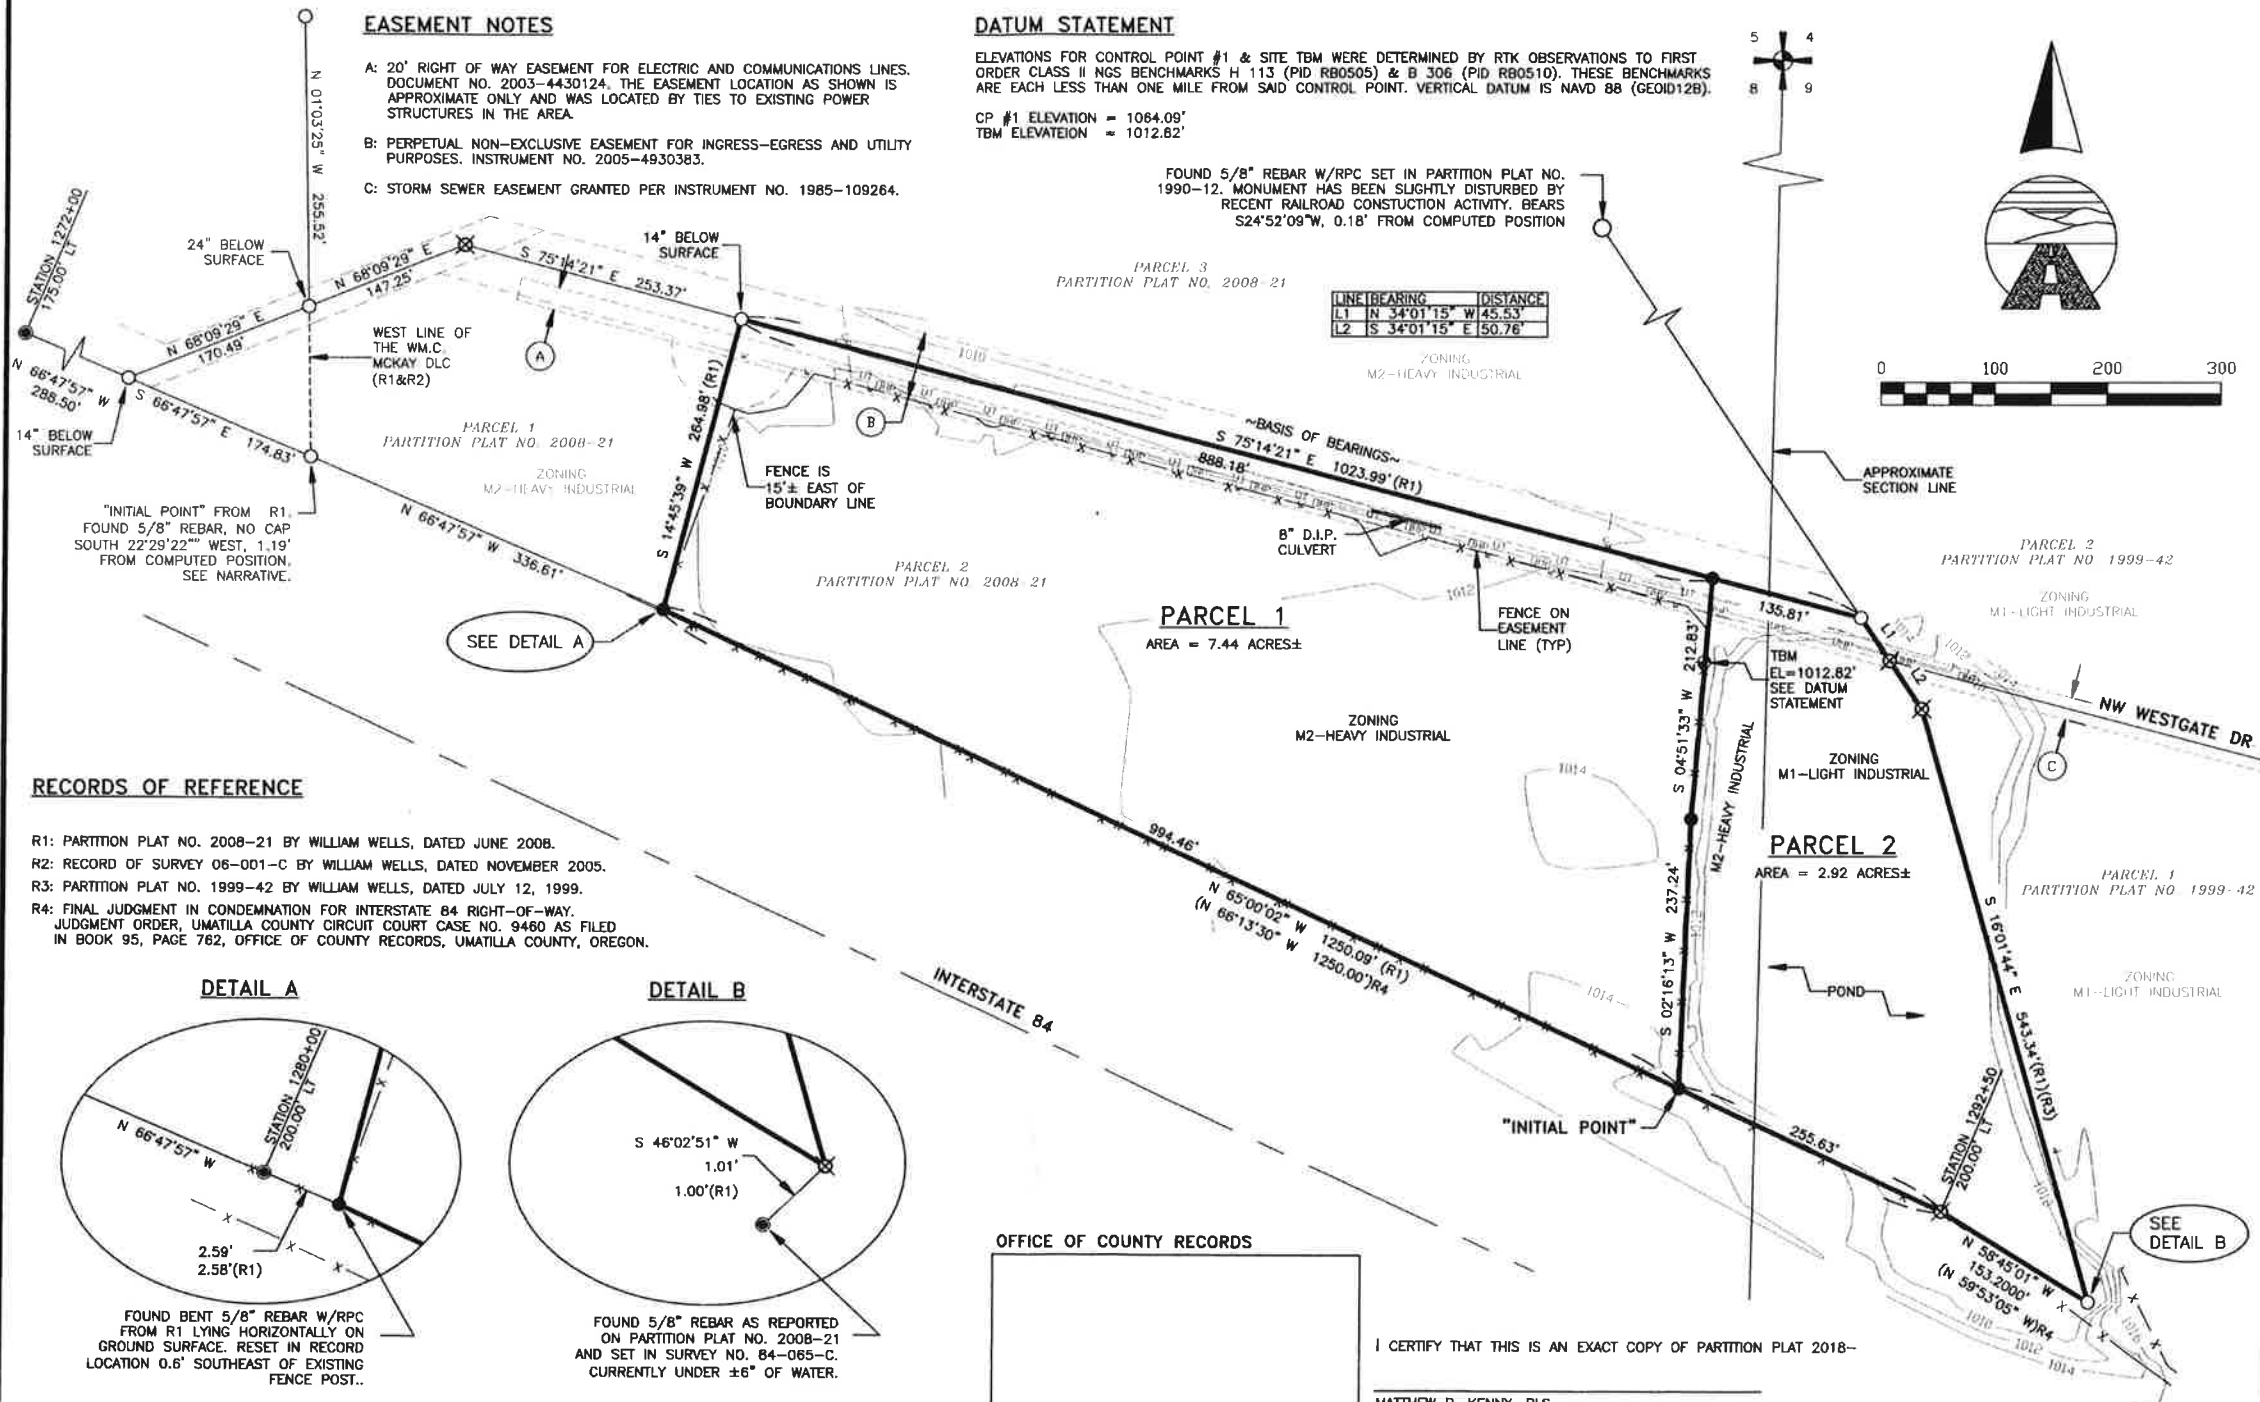 EASEMENT NOTES
A: 20' RIGHT OF WAY EASEMENT FOR ELECTRIC AND COMMUNICATIONS LINES.
DOCUMENT NO. 2003-4430124. THE EASEMENT LOCATION AS SHOWN IS
APPROXIMATE ONLY AND WAS LOCATED BY TIES TO EXISTING POWER
STRUCTURES IN THE AREA.
B: PERPETUAL NON-EXCLUSIVE EASEMENT FOR INGRESS-EGRESS AND UTILITY
PURPOSES. INSTRUMENT NO. 2005-4930383.
C: STORM SEWER EASEMENT GRANTED PER INSTRUMENT NO. 1985-109264.
DATUM STATEMENT
ELEVATIONS FOR CONTROL POINT #1 & SITE TBM WERE DETERMINED BY RTK OBSERVATIONS TO FIRST
ORDER CLASS II NGS BENCHMARKS H 113 (PID RB0505) & B 306 (PID RB0510). THESE BENCHMARKS
ARE EACH LESS THAN ONE MILE FROM SAID CONTROL POINT. VERTICAL DATUM IS NAVD 88 (GEOID12B).
CP #1 ELEVATION = 1064.09'
TBM ELEVATEION = 1012.82'
5 4
8 9
FOUND 5/8" REBAR W/RPC SET IN PARTITION PLAT NO.
1990-12. MONUMENT HAS BEEN SLIGHTLY DISTURBED BY
RECENT RAILROAD CONSTUCTION ACTIVITY. BEARS
S24°52'09"W, 0.18' FROM COMPUTED POSITION
N 01°03'25" W 255.52'
STATION 1272+00
175.00' LT
24" BELOW
SURFACE
N 68°09'29" E
147.25'
S 75°14'21" E 253.37'
14" BELOW
SURFACE
PARCEL 3
PARTITION PLAT NO. 2008-21
LINE BEARING DISTANCE
L1 N 34°01'15" W 45.53'
L2 S 34°01'15" E 50.76'
ZONING
M2-HEAVY INDUSTRIAL
0 100 200 300
N 68°09'29" E
170.49'
WEST LINE OF
THE WM.C.
MCKAY DLC
(R1&R2)
A
N 66°47'57" W
288.50'
14" BELOW
SURFACE
S 66°47'57" E 174.83'
PARCEL 1
PARTITION PLAT NO. 2008-21
ZONING
M2-HEAVY INDUSTRIAL
S 14°45'39" W 264.98'(R1)
B
1010
FENCE IS
15'± EAST OF
BOUNDARY LINE
~BASIS OF BEARINGS~
S 75°14'21" E 1023.99'(R1)
888.18'
APPROXIMATE
SECTION LINE
"INITIAL POINT" FROM R1.
FOUND 5/8" REBAR, NO CAP
SOUTH 22°29'22"" WEST, 1.19'
FROM COMPUTED POSITION.
SEE NARRATIVE.
N 66°47'57" W 336.61'
8" D.I.P.
CULVERT
PARCEL 2
PARTITION PLAT NO. 2008-21
PARCEL 2
PARTITION PLAT NO 1999-42
ZONING
M1-LIGHT INDUSTRIAL
SEE DETAIL A
PARCEL 1
AREA = 7.44 ACRES±
1012
FENCE ON
EASEMENT
LINE (TYP)
135.81'
L1
L2
1014
1012
1014
TBM
EL=1012.82'
SEE DATUM
STATEMENT
S 04°51'33" W 212.83'
NW WESTGATE DR
C
ZONING
M2-HEAVY INDUSTRIAL
M2-HEAVY INDUSTRIAL
ZONING
M1-LIGHT INDUSTRIAL
1014
PARCEL 2
AREA = 2.92 ACRES±
PARCEL 1
PARTITION PLAT NO 1999-42
ZONING
M1-LIGHT INDUSTRIAL
RECORDS OF REFERENCE
R1: PARTITION PLAT NO. 2008-21 BY WILLIAM WELLS, DATED JUNE 2008.
R2: RECORD OF SURVEY 06-001-C BY WILLIAM WELLS, DATED NOVEMBER 2005.
R3: PARTITION PLAT NO. 1999-42 BY WILLIAM WELLS, DATED JULY 12, 1999.
R4: FINAL JUDGMENT IN CONDEMNATION FOR INTERSTATE 84 RIGHT-OF-WAY.
JUDGMENT ORDER, UMATILLA COUNTY CIRCUIT COURT CASE NO. 9460 AS FILED
IN BOOK 95, PAGE 762, OFFICE OF COUNTY RECORDS, UMATILLA COUNTY, OREGON.
994.46'
N 65°00'02" W 1250.09' (R1)
(N 66°13'30" W 1250.00')R4
S 02°16'13" W 237.24'
1012
1014
POND
S 16°01'44" E 543.34'(R1)(R3)
INTERSTATE 84
"INITIAL POINT"
255.63'
STATION 1292+50
200.00' LT
1018
N 58°45'01" W
153.2000'
(N 59°53'05" W)R4
SEE
DETAIL B
1010
1012
1014
1016
DETAIL A
N 66°47'57" W
STATION 1280+00
200.00' LT
2.59'
2.58'(R1)
FOUND BENT 5/8" REBAR W/RPC
FROM R1 LYING HORIZONTALLY ON
GROUND SURFACE. RESET IN RECORD
LOCATION 0.6' SOUTHEAST OF EXISTING
FENCE POST..
DETAIL B
S 46°02'51" W
1.01'
1.00'(R1)
FOUND 5/8" REBAR AS REPORTED
ON PARTITION PLAT NO. 2008-21
AND SET IN SURVEY NO. 84-065-C.
CURRENTLY UNDER ±6" OF WATER.
OFFICE OF COUNTY RECORDS
I CERTIFY THAT THIS IS AN EXACT COPY OF PARTITION PLAT 2018-